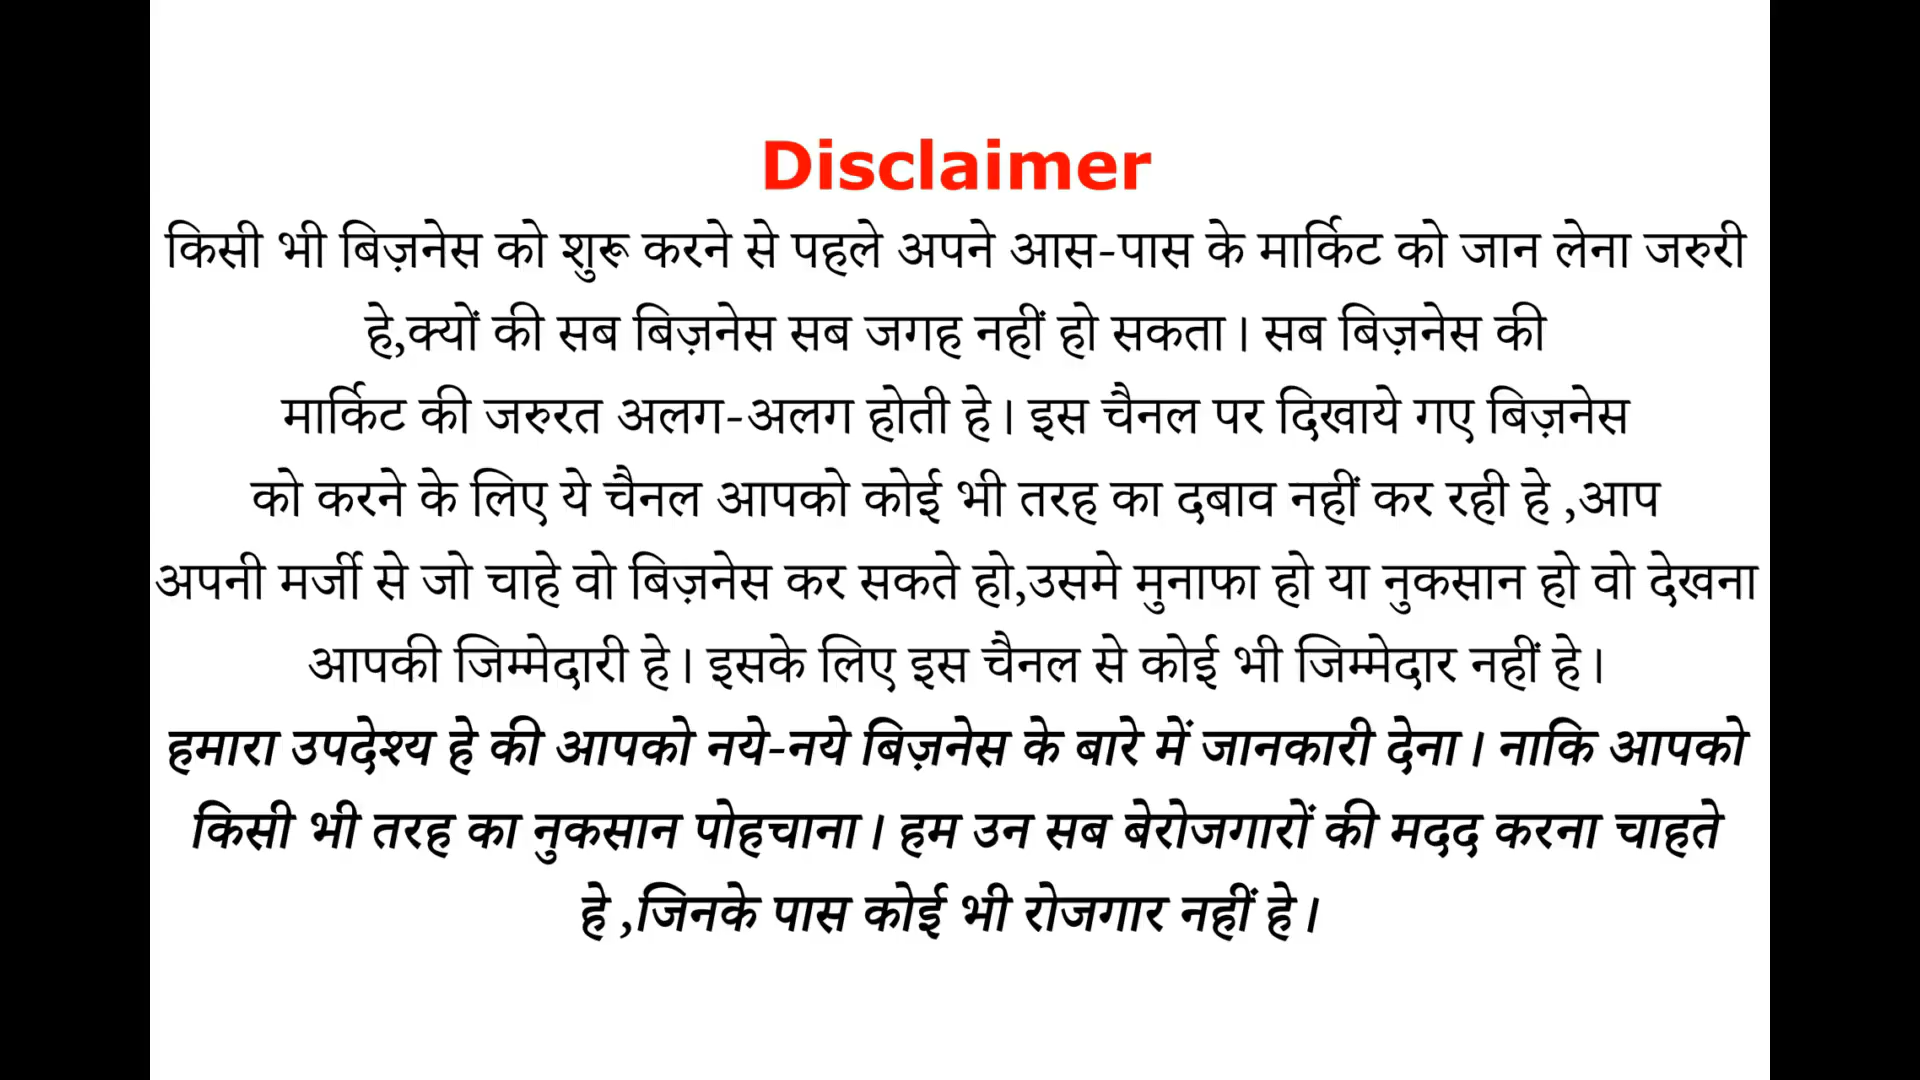 Disclaimer
किसी भी बिज़नेस को शुरू करने से पहले अपने आस-पास के मार्किट को जान लेना जरुरी
हे,क्यों की सब बिज़नेस सब जगह नहीं हो सकता। सब बिज़नेस की
मार्किट की जरुरत अलग-अलग होती हे। इस चैनल पर दिखाये गए बिज़नेस
को करने के लिए ये चैनल आपको कोई भी तरह का दबाव नहीं कर रही हे ,आप
अपनी मर्जी से जो चाहे वो बिज़नेस कर सकते हो,उसमे मुनाफा हो या नुकसान हो वो देखना
आपकी जिम्मेदारी हे। इसके लिए इस चैनल से कोई भी जिम्मेदार नहीं हे।
हमारा उपदेश्य हे की आपको नये-नये बिज़नेस के बारे में जानकारी देना। नाकि आपको
किसी भी तरह का नुकसान पोहचाना। हम उन सब बेरोजगारों की मदद करना चाहते
हे ,जिनके पास कोई भी रोजगार नहीं हे।